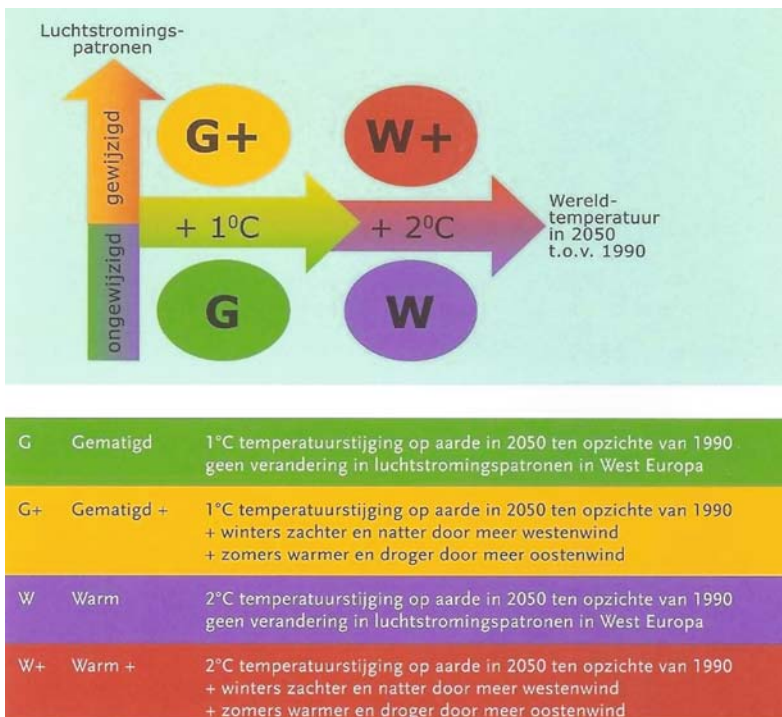 Luchtstromings-
patronen
gewijzigd
ongewijzigd
G+
W+
+ 1⁰C
+ 2⁰C
G
W
Wereld-
temperatuur
in 2050
t.o.v. 1990
G Gematigd 1°C temperatuurstijging op aarde in 2050 ten opzichte van 1990
geen verandering in luchtstromingspatronen in West Europa
G+ Gematigd + 1°C temperatuurstijging op aarde in 2050 ten opzichte van 1990
+ winters zachter en natter door meer westenwind
+ zomers warmer en droger door meer oostenwind
W Warm 2°C temperatuurstijging op aarde in 2050 ten opzichte van 1990
geen verandering in luchtstromingspatronen in West Europa
W+ Warm + 2°C temperatuurstijging op aarde in 2050 ten opzichte van 1990
+ winters zachter en natter door meer westenwind
+ zomers warmer en droger door meer oostenwind